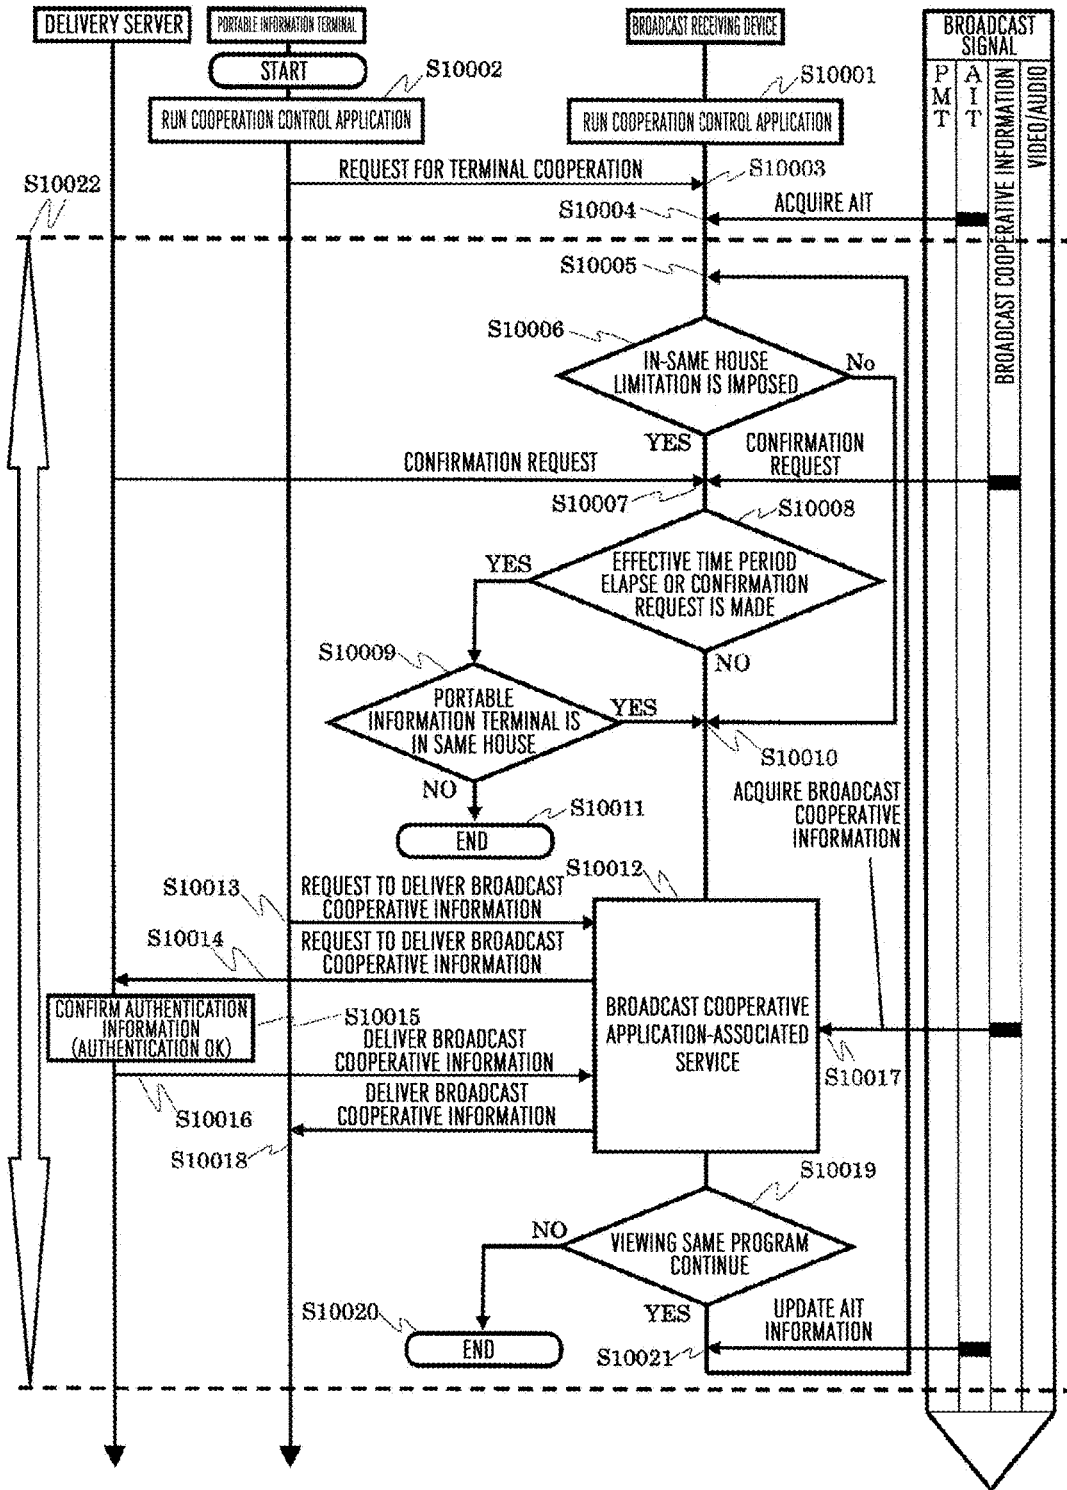 DELIVERY SERVER
PORTABLE INFORMATION TERMINAL
BROADCAST RECEIVING DEVICE
BROADCAST
SIGNAL
PMT
AIT
BROADCAST COOPERATIVE INFORMATION
VIDEO/AUDIO
START
S10002
S10001
RUN COOPERATION CONTROL APPLICATION
RUN COOPERATION CONTROL APPLICATION
REQUEST FOR TERMINAL COOPERATION
S10003
S10022
S10004
ACQUIRE AIT
S10005
S10006
IN-SAME HOUSE
LIMITATION IS IMPOSED
No
YES
CONFIRMATION REQUEST
CONFIRMATION
REQUEST
S10007
S10008
EFFECTIVE TIME PERIOD
ELAPSE OR CONFIRMATION
REQUEST IS MADE
YES
NO
S10009
PORTABLE
INFORMATION TERMINAL IS
IN SAME HOUSE
YES
S10010
NO
S10011
END
ACQUIRE BROADCAST
COOPERATIVE
INFORMATION
S10012
S10013
REQUEST TO DELIVER BROADCAST
COOPERATIVE INFORMATION
S10014
REQUEST TO DELIVER BROADCAST
COOPERATIVE INFORMATION
CONFIRM AUTHENTICATION
INFORMATION
(AUTHENTICATION OK)
S10015
BROADCAST COOPERATIVE
APPLICATION-ASSOCIATED
SERVICE
DELIVER BROADCAST
COOPERATIVE INFORMATION
S10017
S10016
DELIVER BROADCAST
COOPERATIVE INFORMATION
S10018
S10019
VIEWING SAME PROGRAM
CONTINUE
NO
YES
S10020
END
UPDATE AIT
INFORMATION
S10021